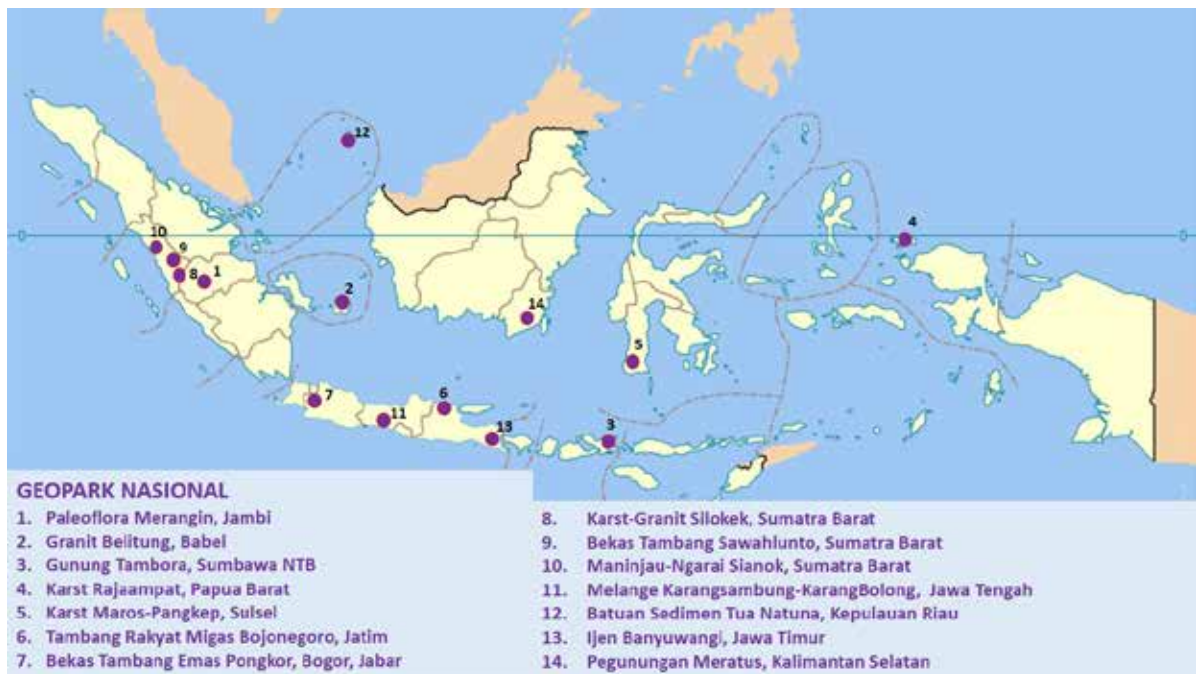 12
4
0
0
10
9
8
1
2
14
5
7
11
6
13
3
GEOPARK NASIONAL
1. Paleoflora Merangin, Jambi
2. Granit Belitung, Babel
3. Gunung Tambora, Sumbawa NTB
4. Karst Rajaampat, Papua Barat
5. Karst Maros-Pangkep, Sulsel
6. Tambang Rakyat Migas Bojonegoro, Jatim
7. Bekas Tambang Emas Pongkor, Bogor, Jabar
8. Karst-Granit Silokek, Sumatra Barat
9. Bekas Tambang Sawahlunto, Sumatra Barat
10. Maninjau-Ngarai Sianok, Sumatra Barat
11. Melange Karangsambung-KarangBolong, Jawa Tengah
12. Batuan Sedimen Tua Natuna, Kepulauan Riau
13. Ijen Banyuwangi, Jawa Timur
14. Pegunungan Meratus, Kalimantan Selatan